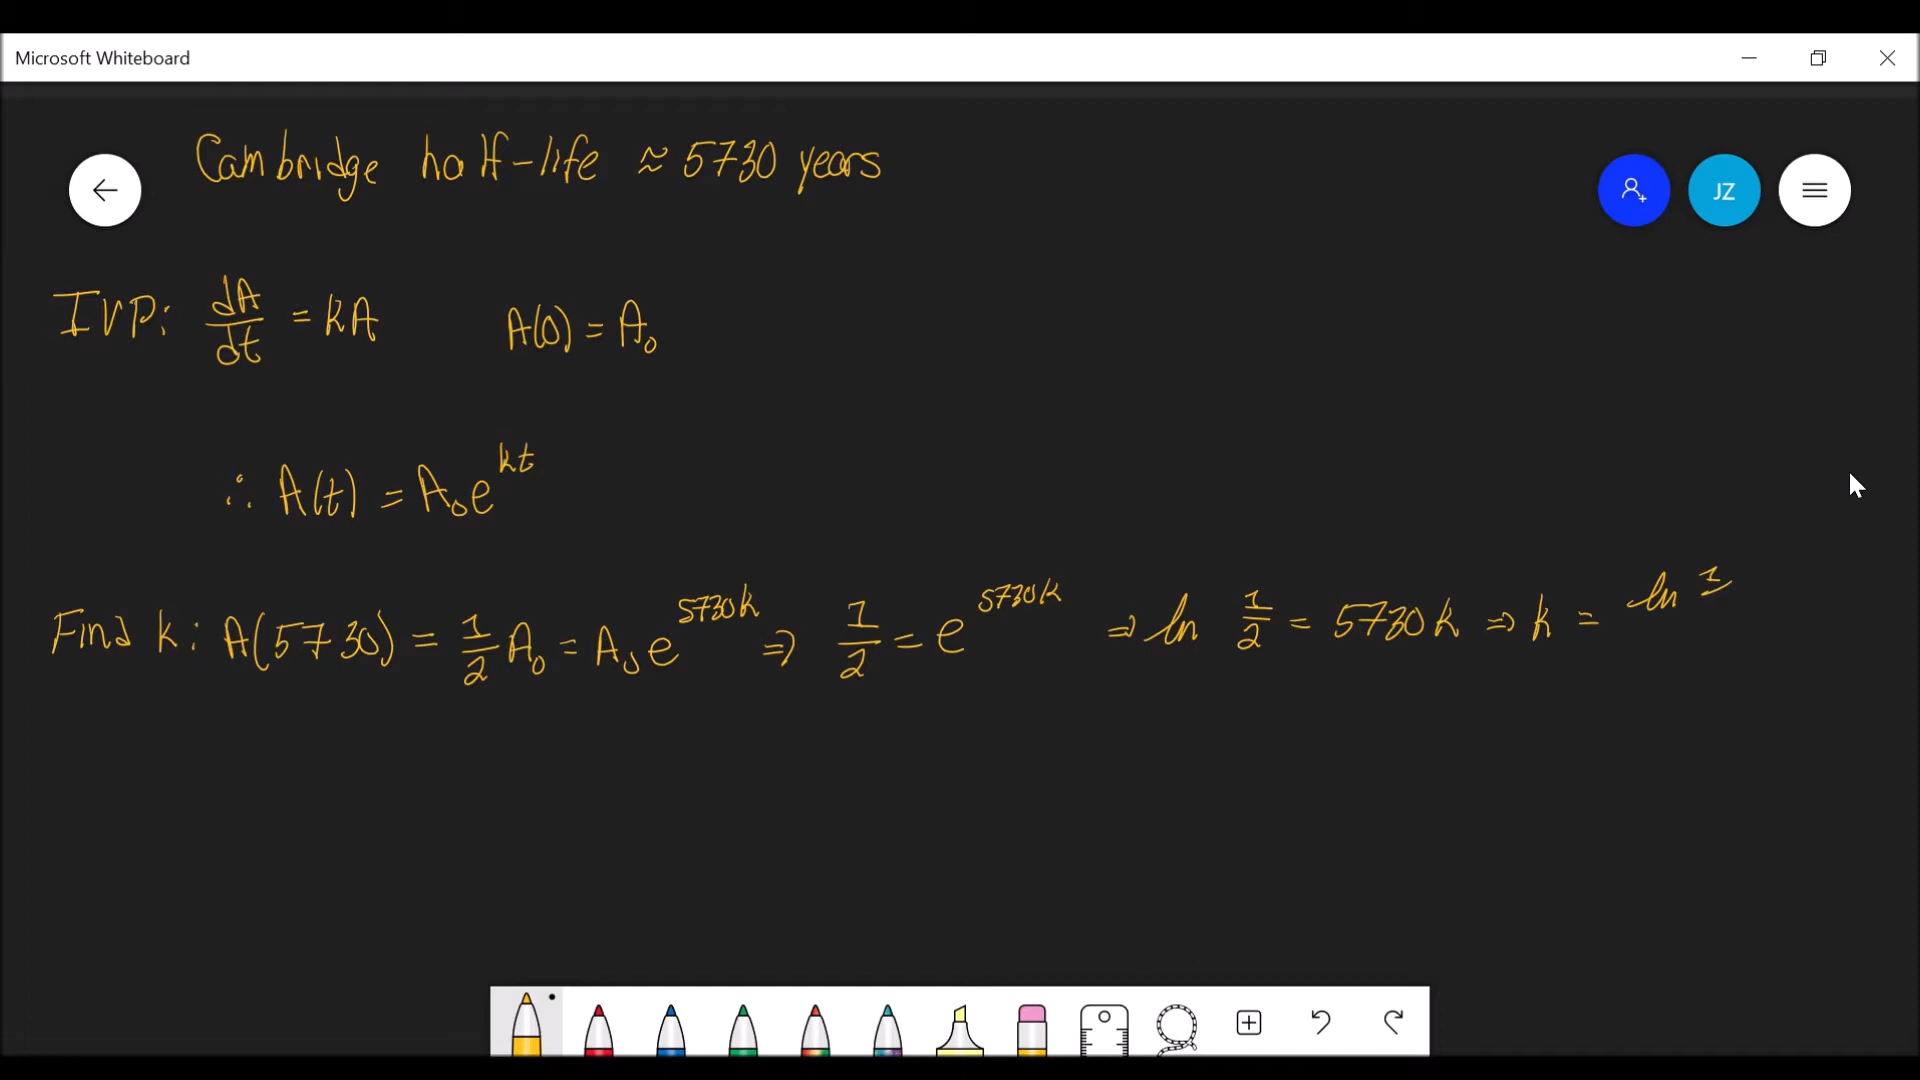 Microsoft Whiteboard
Cambridge half-life ≈ 5730 years
JZ
IVP: dA/dt = kA A(0) = A₀
∴ A(t) = A₀e^kt
Find k: A(5730) = 1/2 A₀ = A₀e^5730k ⇒ 1/2 = e^5730k ⇒ ln 1/2 = 5730k ⇒ k = ln 1